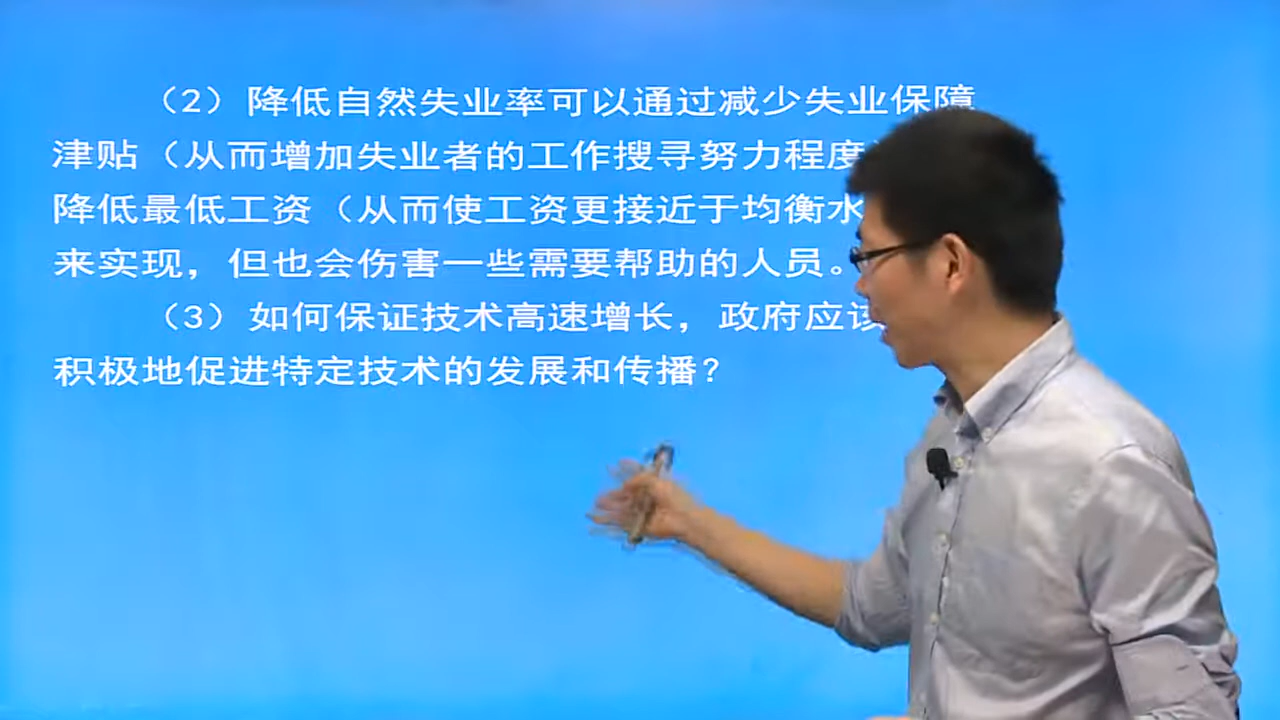 （2）降低自然失业率可以通过减少失业保障
津贴（从而增加失业者的工作搜寻努力程度
降低最低工资（从而使工资更接近于均衡水
来实现，但也会伤害一些需要帮助的人员。
（3）如何保证技术高速增长，政府应该
积极地促进特定技术的发展和传播？